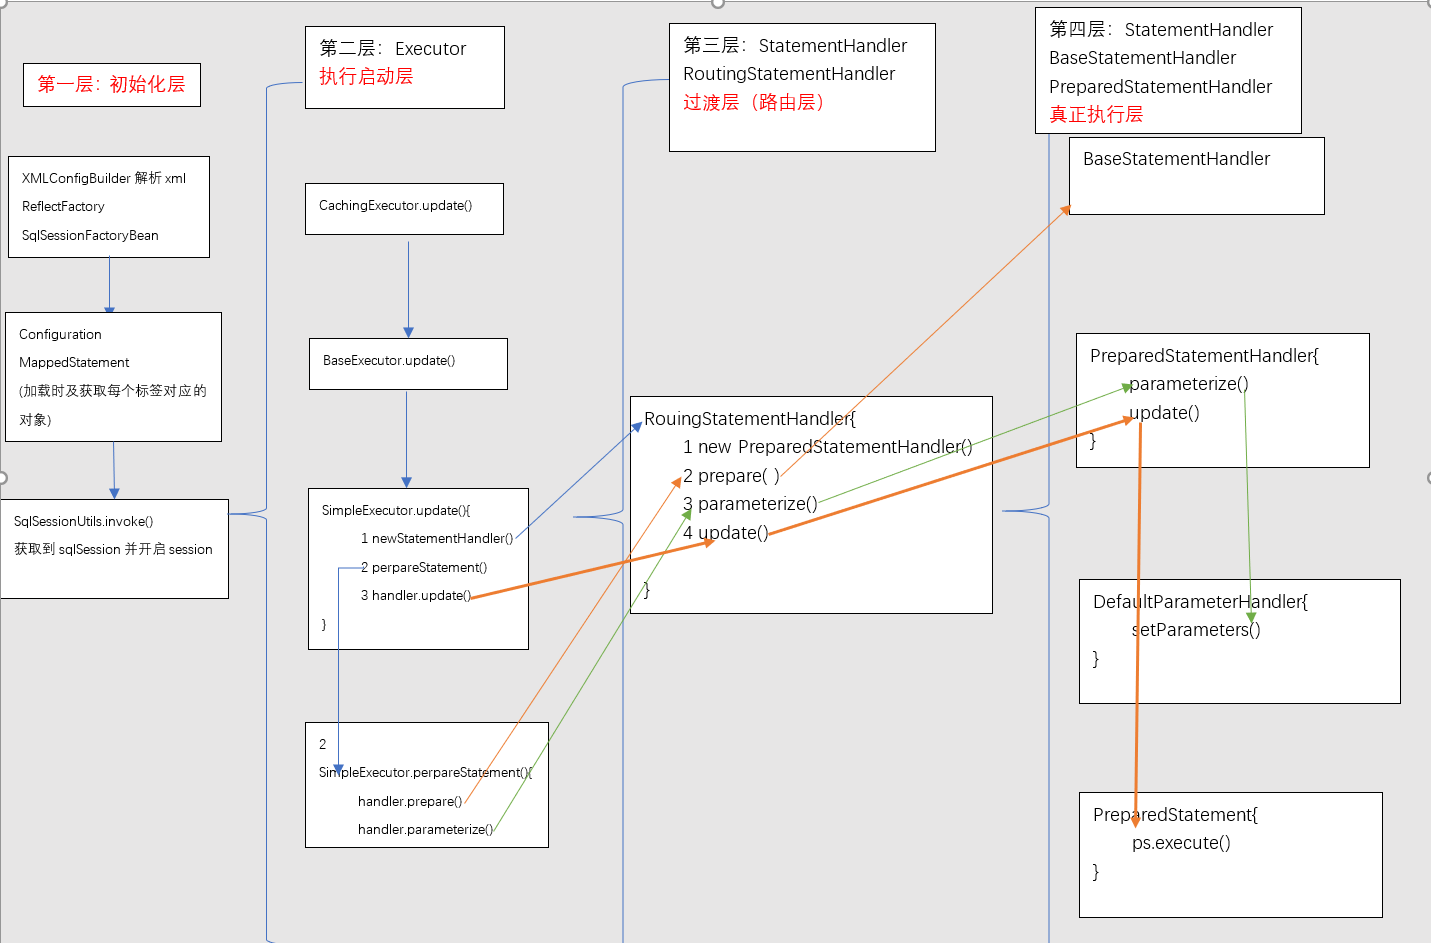 第一层：初始化层
XMLConfigBuilder 解析 xml
ReflectFactory
SqlSessionFactoryBean
Configuration
MappedStatement
(加载时及获取每个标签对应的
对象)
SqlSessionUtils.invoke()
获取到 sqlSession 并开启 session
第二层：Executor
执行启动层
CachingExecutor.update()
BaseExecutor.update()
SimpleExecutor.update(){
1 newStatementHandler()
2 perpareStatement()
3 handler.update()
}
2
SimpleExecutor.perpareStatement(){
handler.prepare()
handler.parameterize()
第三层：StatementHandler
RoutingStatementHandler
过渡层（路由层）
RouingStatementHandler{
1 new PreparedStatementHandler()
2 prepare( )
3 parameterize()
4 update()
}
第四层：StatementHandler
BaseStatementHandler
PreparedStatementHandler
真正执行层
BaseStatementHandler
PreparedStatementHandler{
parameterize()
update()
}
DefaultParameterHandler{
setParameters()
}
PreparedStatement{
ps.execute()
}